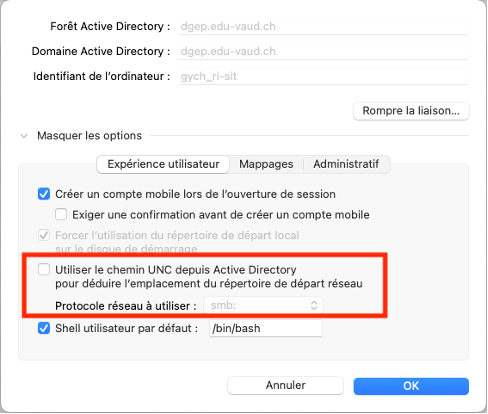 Forêt Active Directory : dgep.edu-vaud.ch
Domaine Active Directory : dgep.edu-vaud.ch
Identifiant de l'ordinateur : gych_ri-sit
Rompre la liaison...
Masquer les options
Expérience utilisateur Mappages Administratif
Créer un compte mobile lors de l'ouverture de session
Exiger une confirmation avant de créer un compte mobile
Forcer l'utilisation du répertoire de départ local
sur le disque de démarrage
Utiliser le chemin UNC depuis Active Directory
pour déduire l'emplacement du répertoire de départ réseau
Protocole réseau à utiliser : smb:
Shell utilisateur par défaut : /bin/bash
Annuler OK